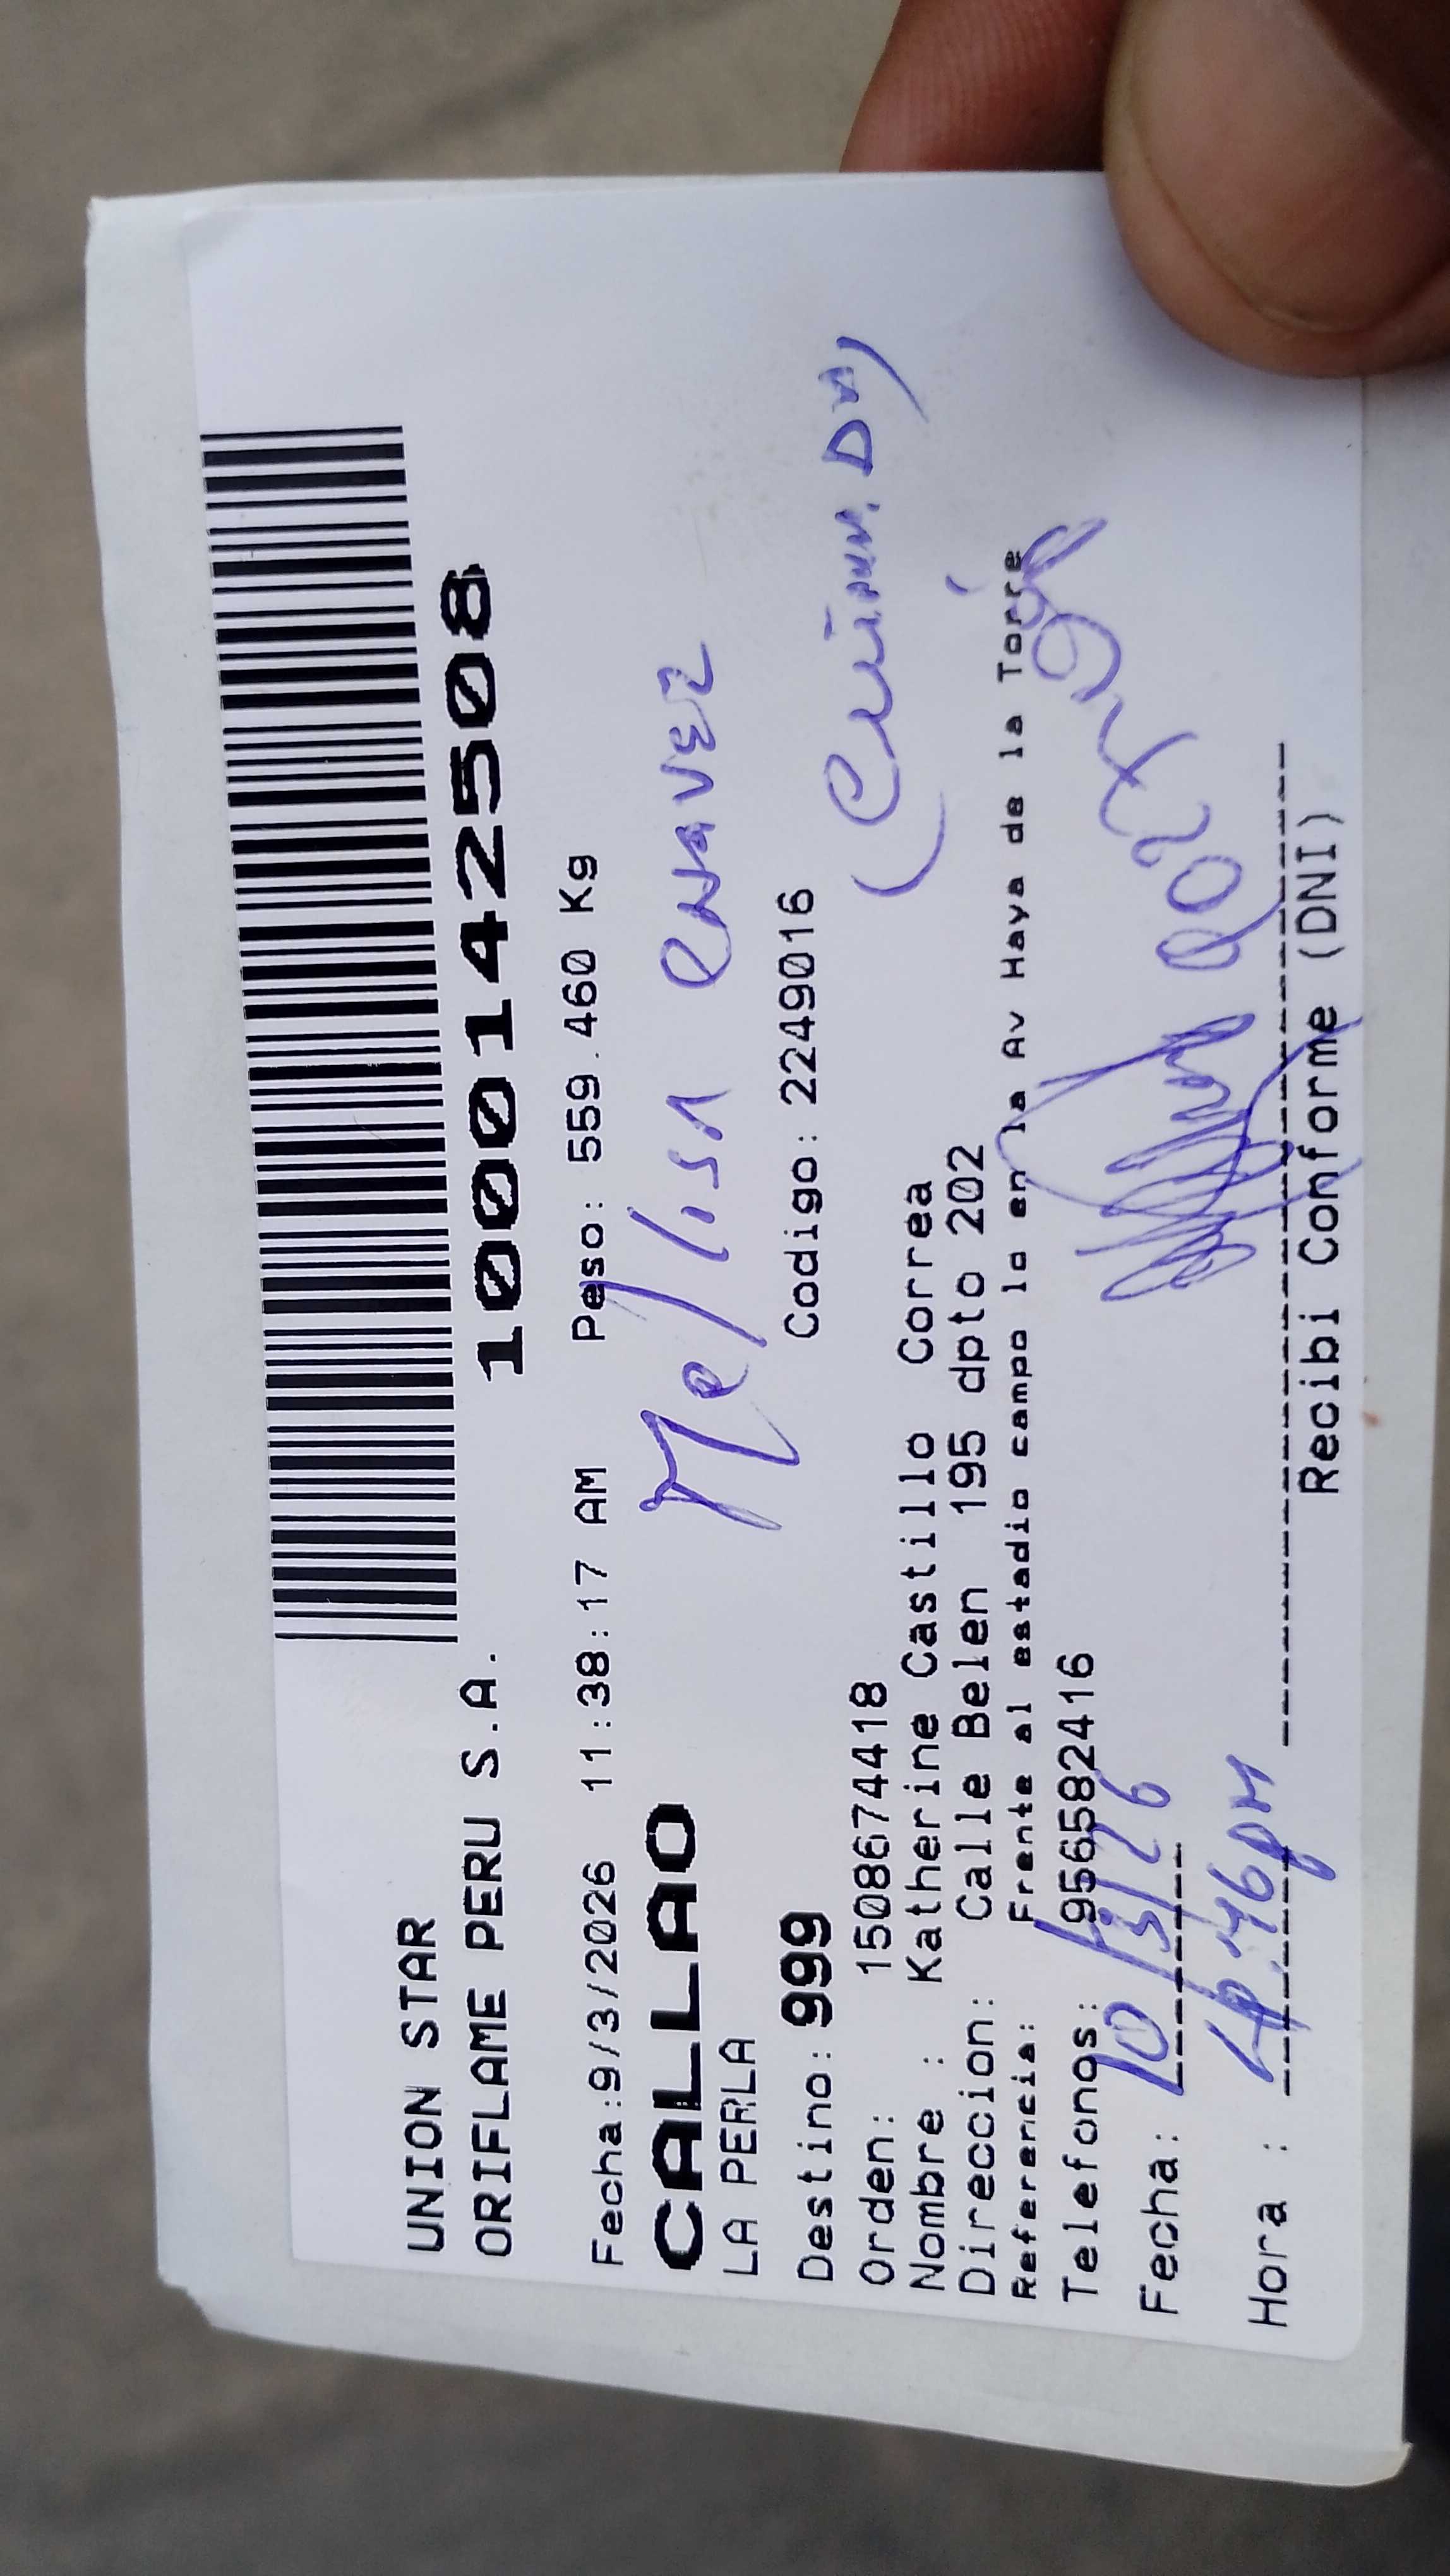 UNION STAR
ORIFLAME PERU S.A.
1000142508
Fecha:9/3/2026 11:38:17 AM Peso: 559.460 Kg
CALLAO
Melissa Chavez
LA PERLA
Destino: 999 Codigo: 2249016
Orden: 1508674418
Nombre : Katherine Castillo Correa
Direccion: Calle Belen 195 dpto 202
Referencia: Frente al estadio campo lo en la Av Haya de la Torre
Telefonos: 956582416
Fecha: 10/3/26
Hora : 4:46pm
Recibi Conforme (DNI)